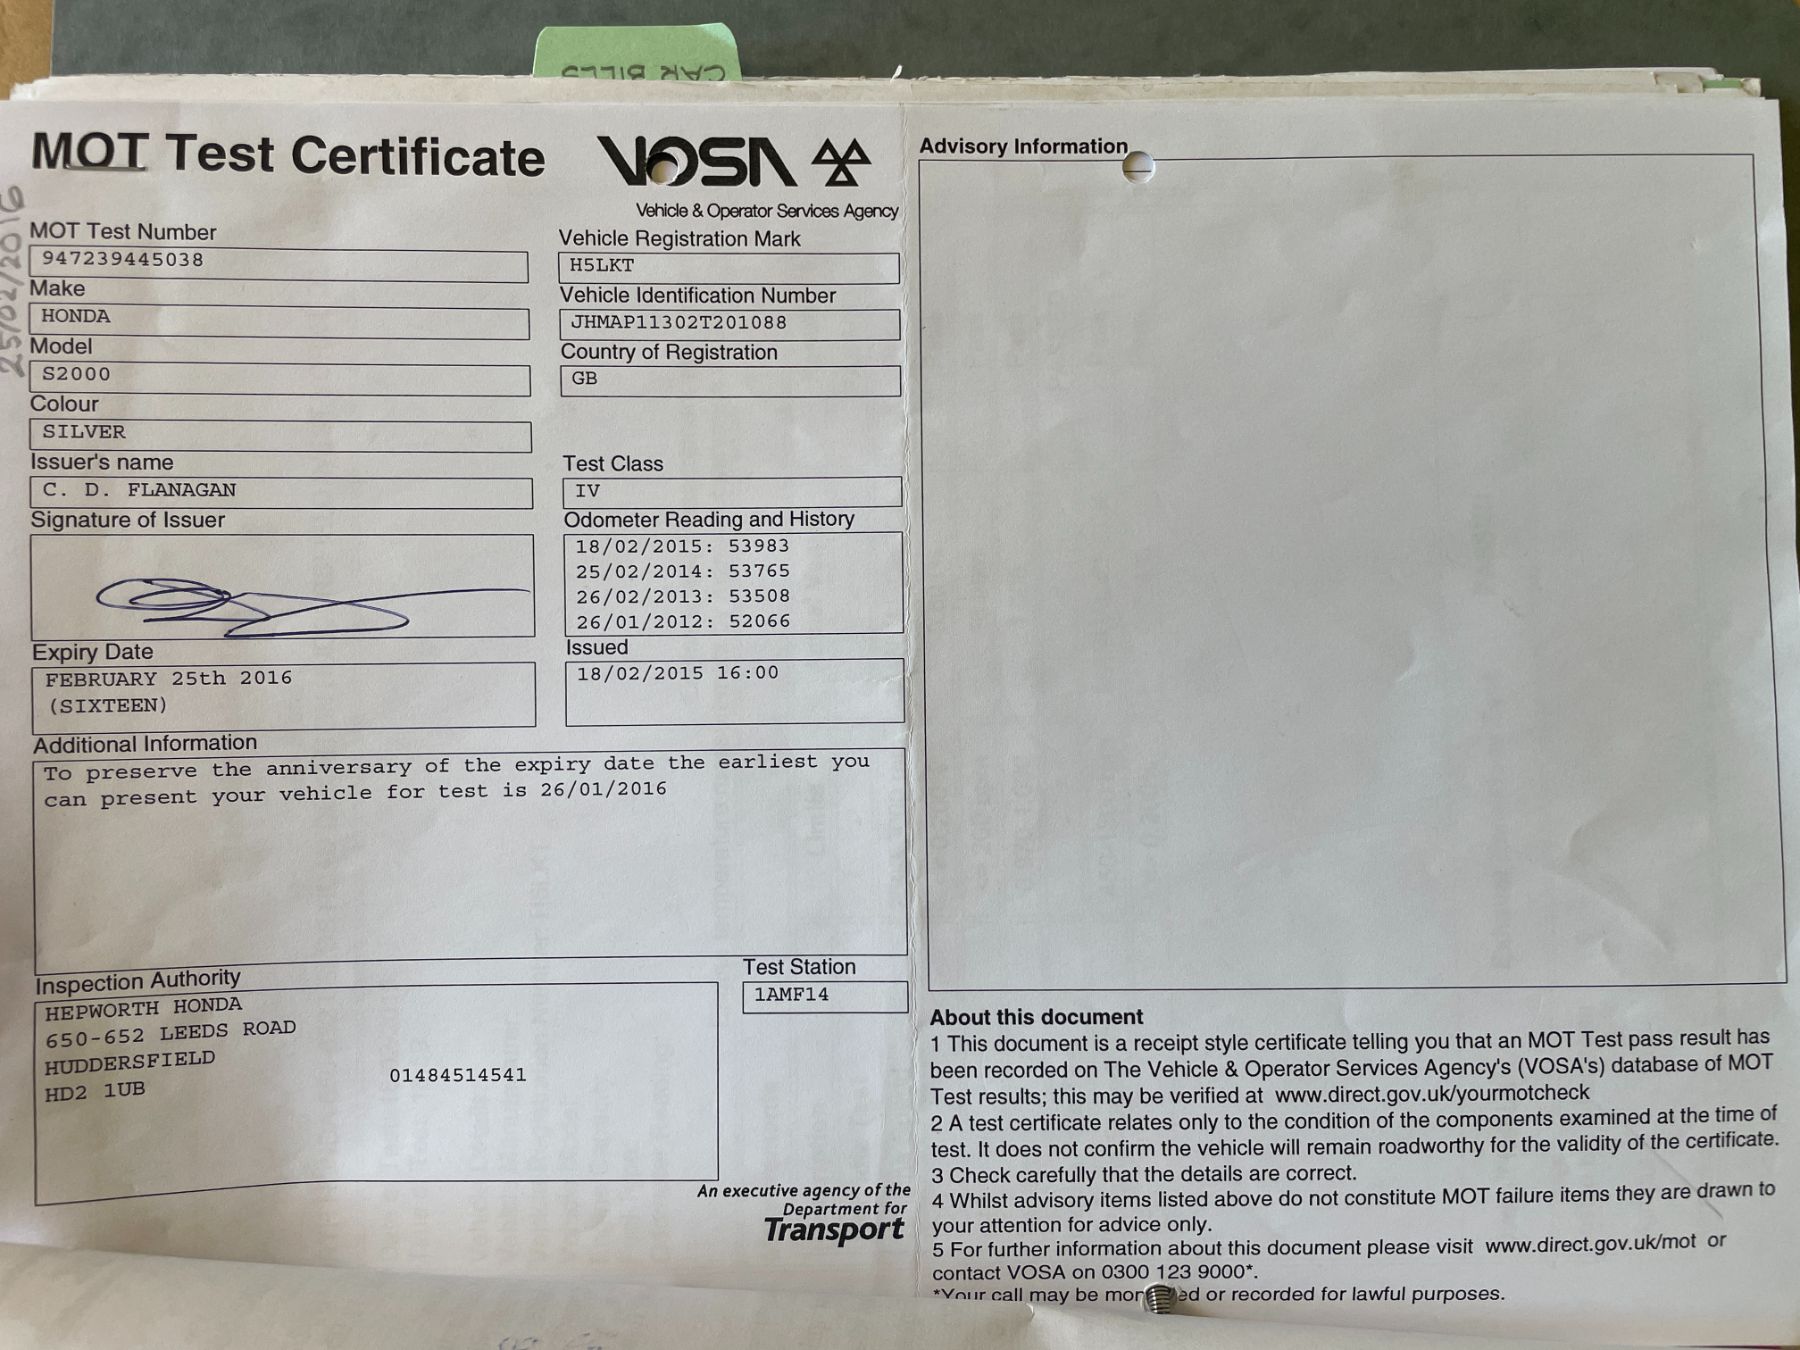 CAR BILLS
MOT Test Certificate
VOSA
Vehicle & Operator Services Agency
25/02/2016
MOT Test Number
947239445038
Make
HONDA
Model
S2000
Colour
SILVER
Issuer's name
C. D. FLANAGAN
Signature of Issuer
Expiry Date
FEBRUARY 25th 2016
(SIXTEEN)
Vehicle Registration Mark
H5LKT
Vehicle Identification Number
JHMAP11302T201088
Country of Registration
GB
Test Class
IV
Odometer Reading and History
18/02/2015: 53983
25/02/2014: 53765
26/02/2013: 53508
26/01/2012: 52066
Issued
18/02/2015 16:00
Additional Information
To preserve the anniversary of the expiry date the earliest you
can present your vehicle for test is 26/01/2016
Inspection Authority
HEPWORTH HONDA
650-652 LEEDS ROAD
HUDDERSFIELD
HD2 1UB
01484514541
Test Station
1AMF14
An executive agency of the
Department for
Transport
Advisory Information
About this document
1 This document is a receipt style certificate telling you that an MOT Test pass result has
been recorded on The Vehicle & Operator Services Agency's (VOSA's) database of MOT
Test results; this may be verified at www.direct.gov.uk/yourmotcheck
2 A test certificate relates only to the condition of the components examined at the time of
test. It does not confirm the vehicle will remain roadworthy for the validity of the certificate.
3 Check carefully that the details are correct.
4 Whilst advisory items listed above do not constitute MOT failure items they are drawn to
your attention for advice only.
5 For further information about this document please visit www.direct.gov.uk/mot or
contact VOSA on 0300 123 9000*.
*Your call may be or recorded for lawful purposes.